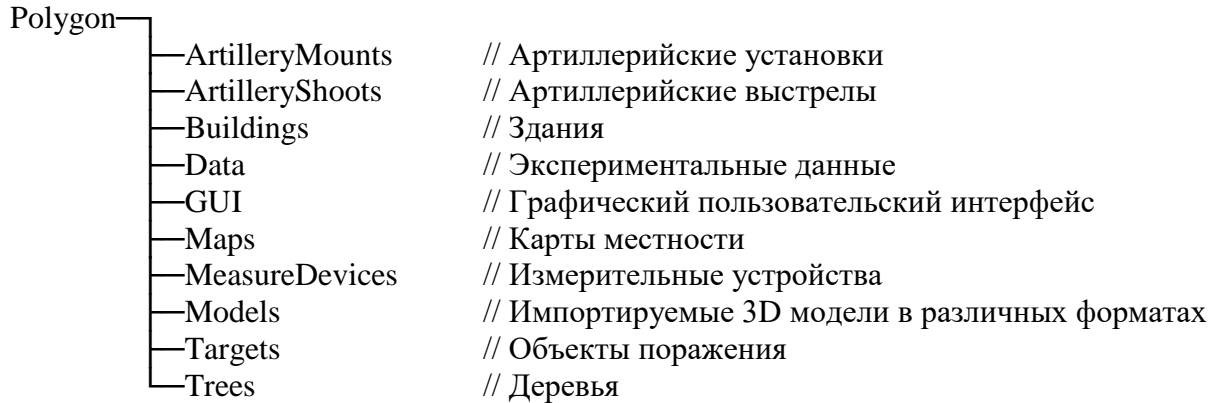 Polygon
ArtilleryMounts // Артиллерийские установки
ArtilleryShoots // Артиллерийские выстрелы
Buildings // Здания
Data // Экспериментальные данные
GUI // Графический пользовательский интерфейс
Maps // Карты местности
MeasureDevices // Измерительные устройства
Models // Импортируемые 3D модели в различных форматах
Targets // Объекты поражения
Trees // Деревья